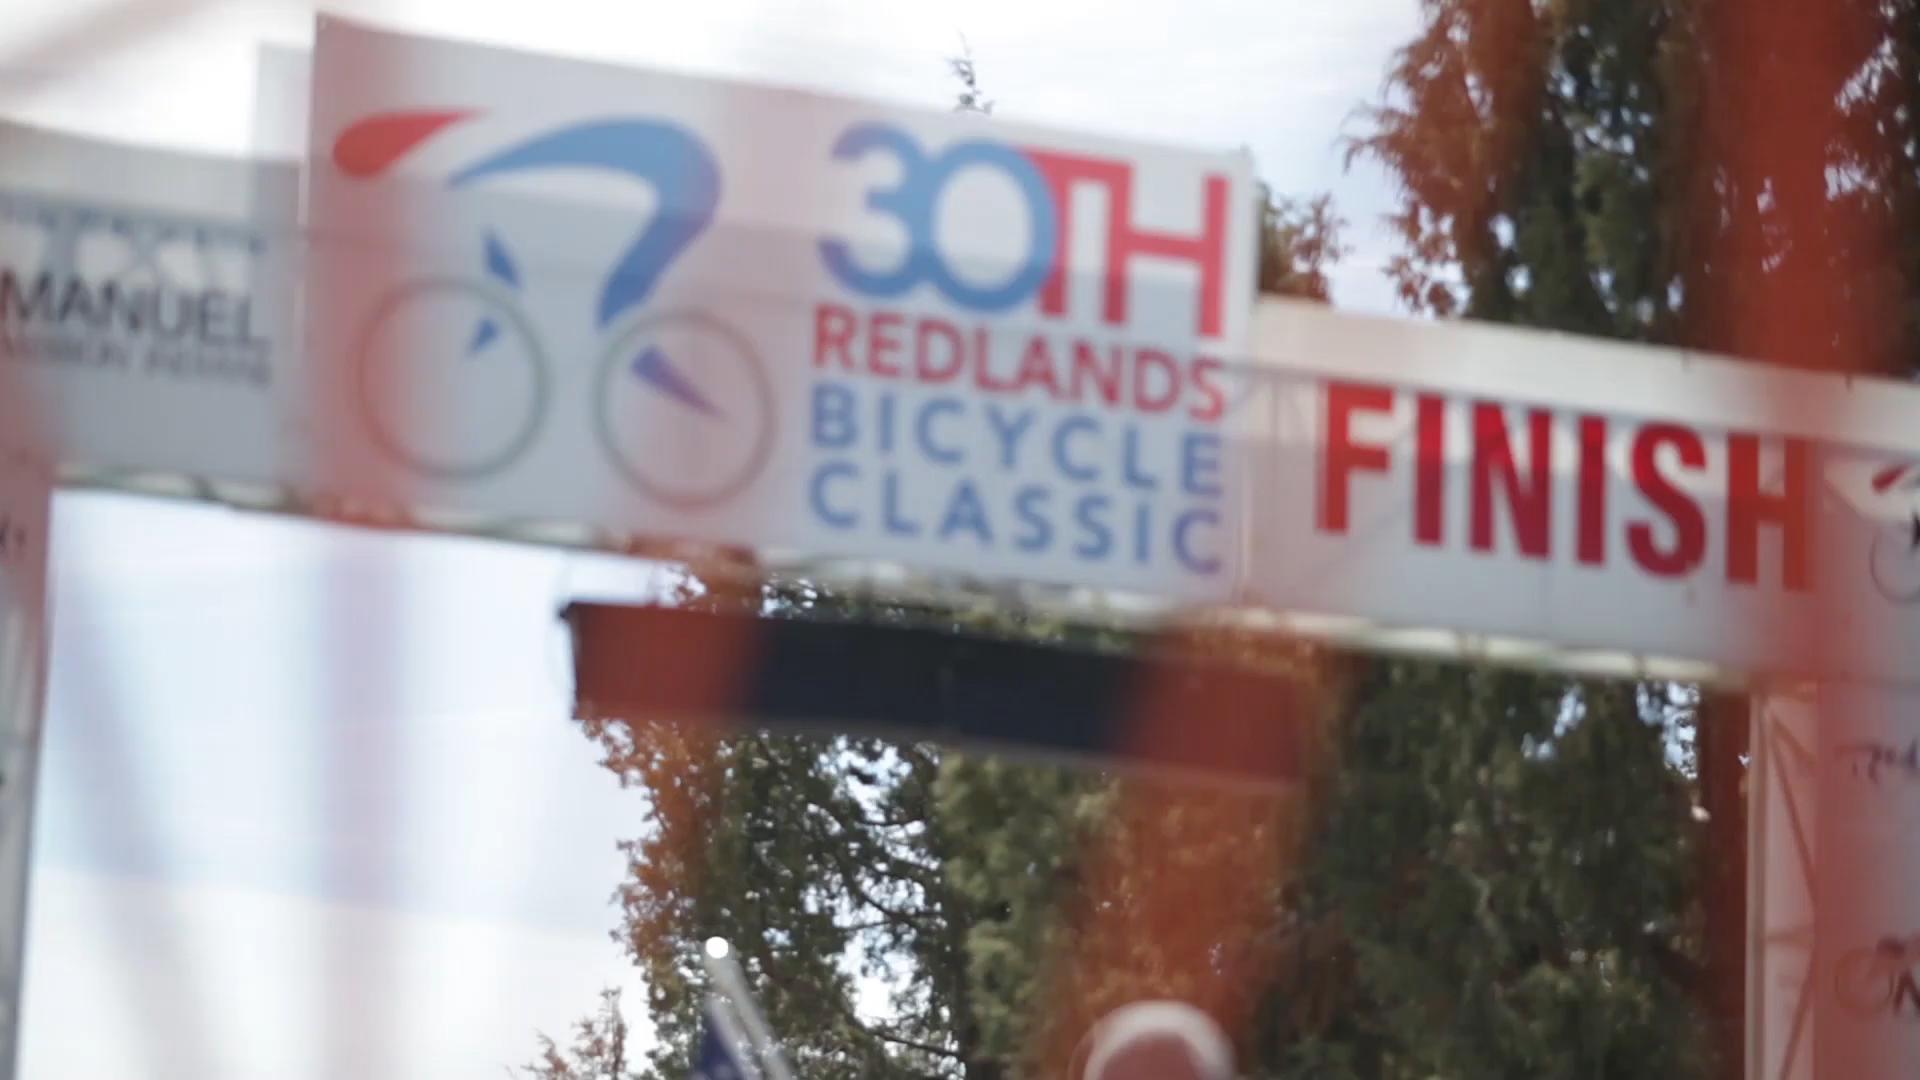 MANUEL
30TH
REDLANDS
BICYCLE
CLASSIC
FINISH